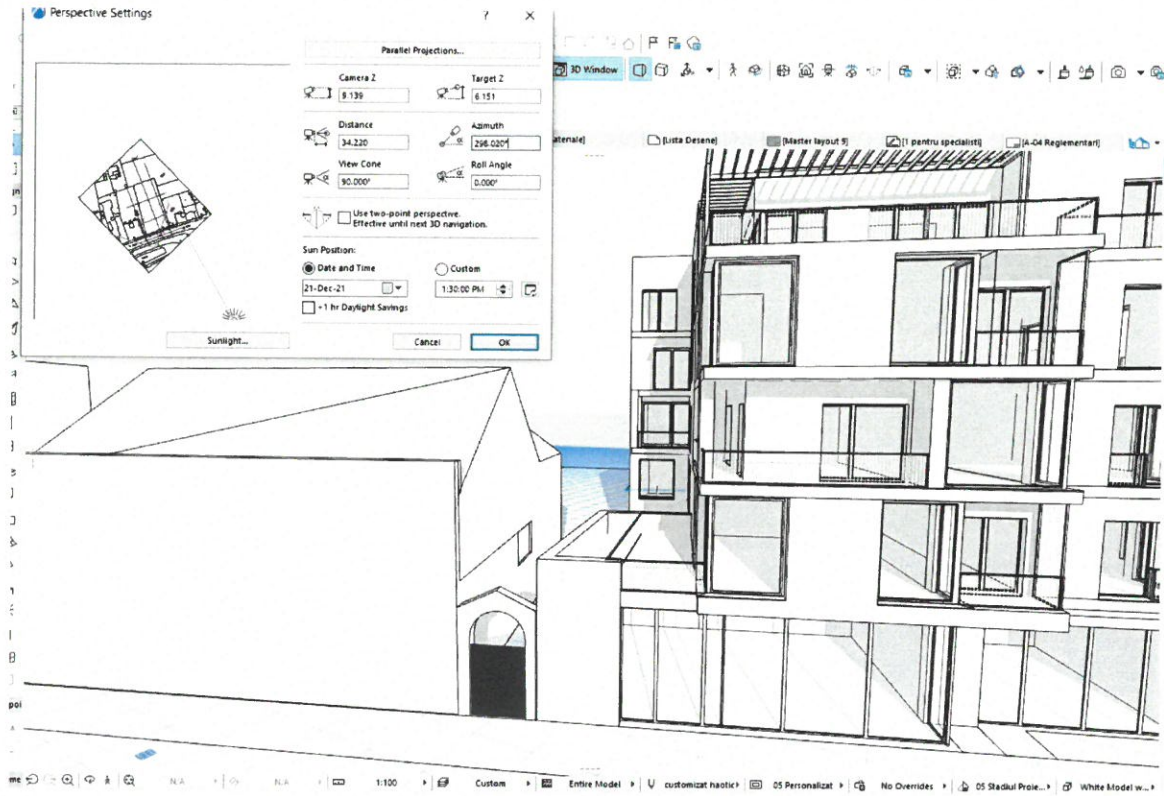 Perspective Settings
? ×
Parallel Projections...
Camera Z
Target Z
9.139
6.151
Distance
Azimuth
34.220
298.020°
View Cone
Roll Angle
90.000°
0.000°
Use two-point perspective.
Effective until next 3D navigation.
Sun Position:
Date and Time
Custom
21-Dec-21
1:30:00 PM
+1 hr Daylight Savings
Sunlight...
Cancel
OK
3D Window
[Lista Desene]
[Master layout 9]
[1 pentru specialisti]
[A-04 Reglementari]
poi
N/A
N/A
1:100
Custom
Entire Model
customizat haotic
05 Personalizat
No Overrides
05 Stadiul Proie...
White Model w...